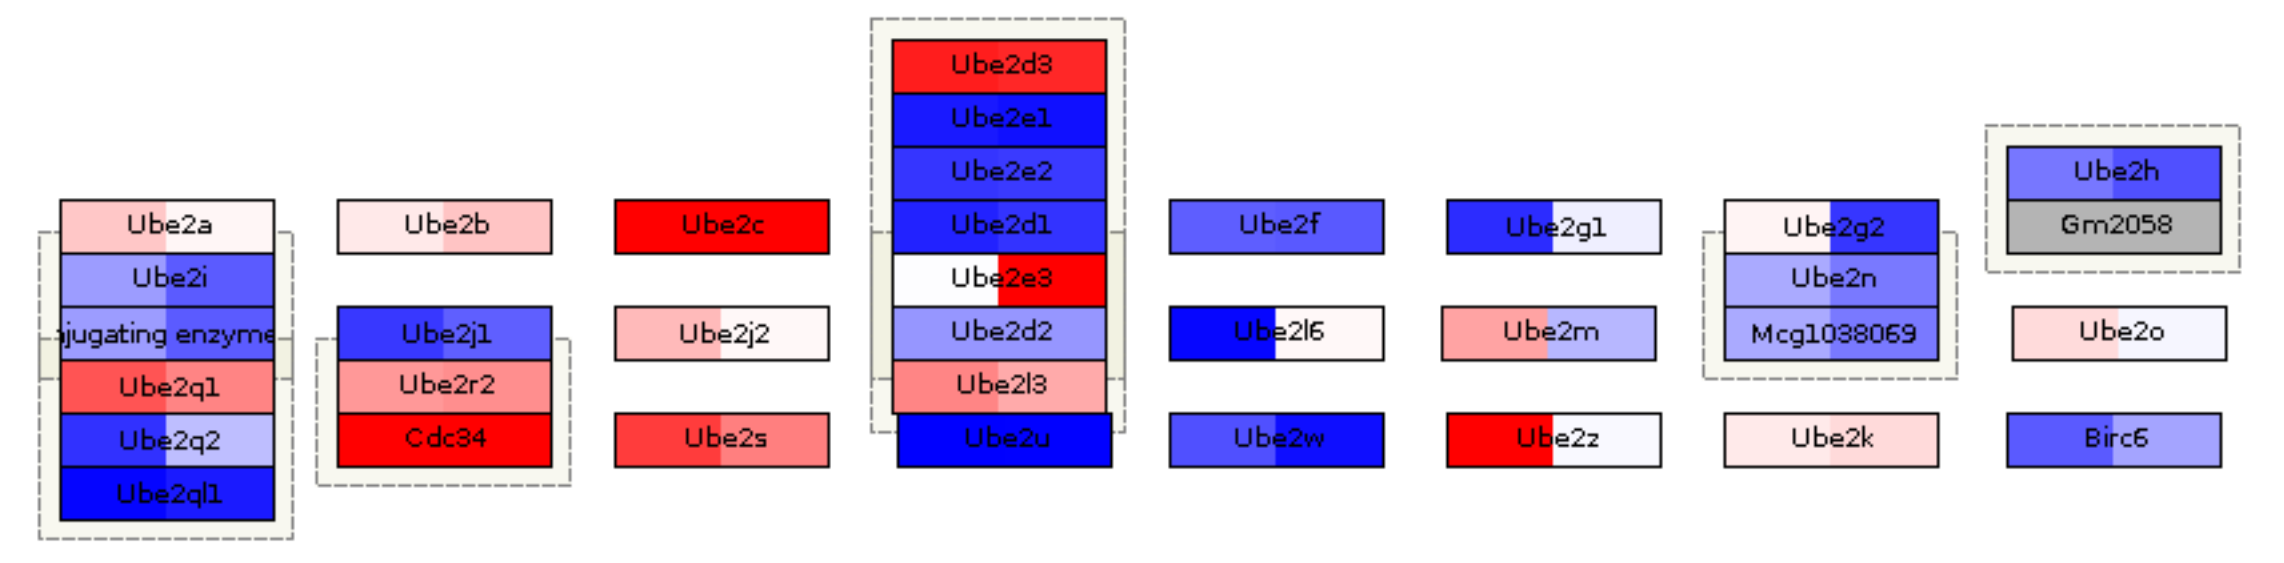 Ube2a
Ube2i
njugating enzyme
Ube2q1
Ube2q2
Ube2ql1
Ube2b
Ube2j1
Ube2r2
Cdc34
Ube2c
Ube2j2
Ube2s
Ube2d3
Ube2e1
Ube2e2
Ube2d1
Ube2e3
Ube2d2
Ube2l3
Ube2u
Ube2f
Ube2l6
Ube2w
Ube2g1
Ube2m
Ube2z
Ube2g2
Ube2n
Mcg1038069
Ube2k
Ube2h
Gm2058
Ube2o
Birc6